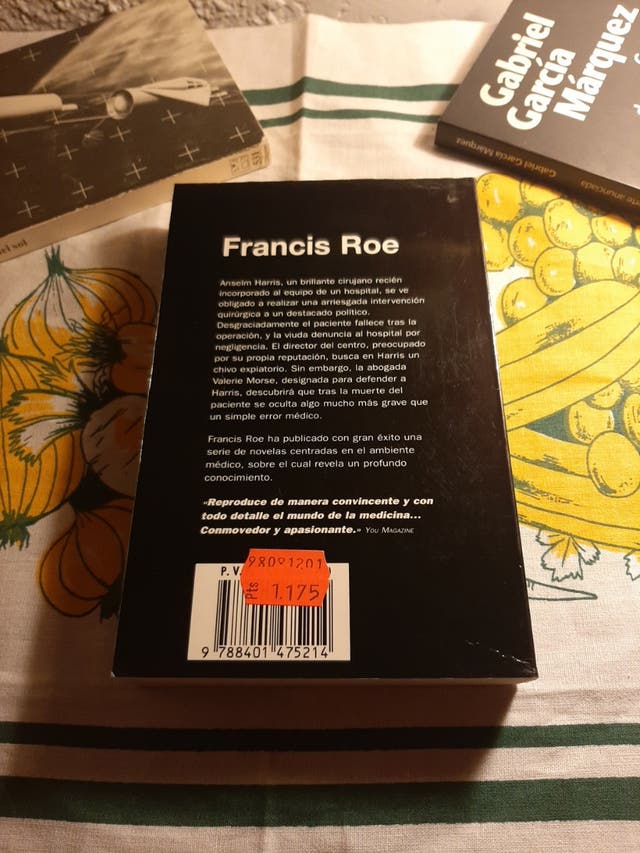 Gabriel
García
Márquez
Gabriel García Márquez
rte anunciada
el sol
Francis Roe
Anselm Harris, un brillante cirujano recién
incorporado al equipo de un hospital, se ve
obligado a realizar una arriesgada intervención
quirúrgica a un destacado político.
Desgraciadamente el paciente fallece tras la
operación, y la viuda denuncia al hospital por
negligencia. El director del centro, preocupado
por su propia reputación, busca en Harris un
chivo expiatorio. Sin embargo, la abogada
Valerie Morse, designada para defender a
Harris, descubrirá que tras la muerte del
paciente se oculta algo mucho más grave que
un simple error médico.
Francis Roe ha publicado con gran éxito una
serie de novelas centradas en el ambiente
médico, sobre el cual revela un profundo
conocimiento.
«Reproduce de manera convincente y con
todo detalle el mundo de la medicina...
Conmovedor y apasionante.» You Magazine
P. V.
98091201
Pts 1.175
9 788401 475214